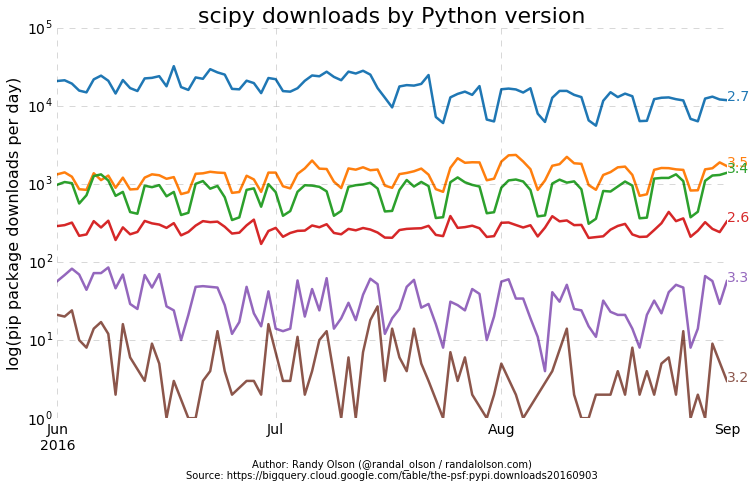 scipy downloads by Python version
log(pip package downloads per day)
10^5
10^4
10^3
10^2
10^1
10^0
2.7
3.5
3.4
2.6
3.3
3.2
Jun
2016
Jul
Aug
Sep
Author: Randy Olson (@randal_olson / randalolson.com)
Source: https://bigquery.cloud.google.com/table/the-psf:pypi.downloads20160903